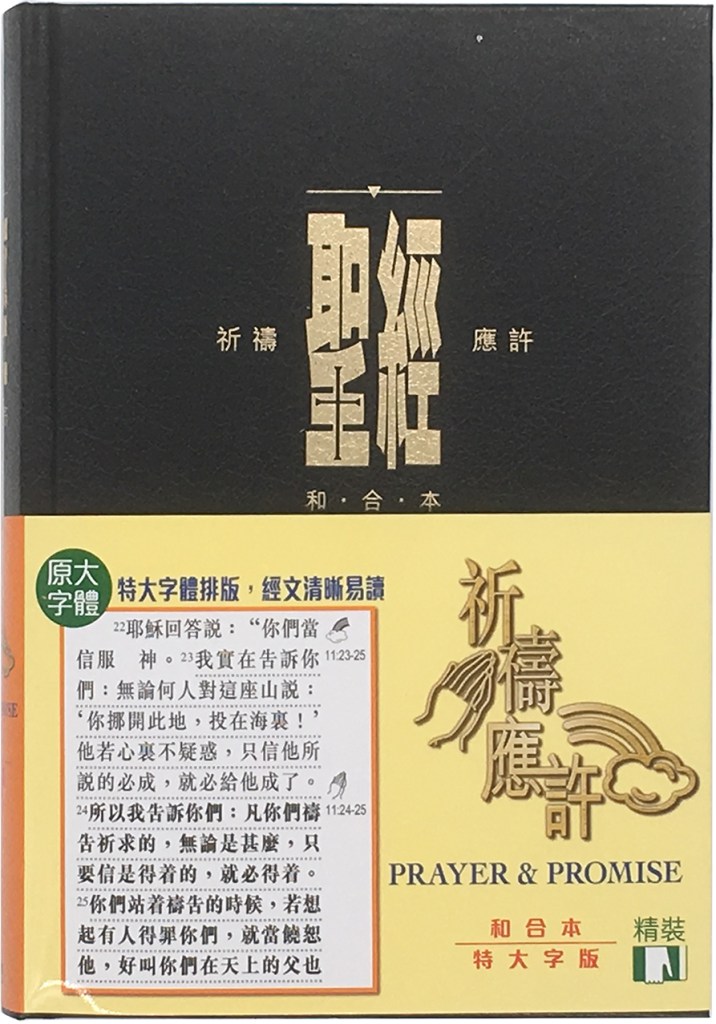 聖經
祈禱 應許
和·合·本
原大
字體
特大字體排版，經文清晰易讀
22耶穌回答説：“你們當
信服　神。23我實在告訴你
11:23-25
們：無論何人對這座山説：
‘你挪開此地，投在海裏！’
他若心裏不疑惑，只信他所
説的必成，就必給他成了。
24所以我告訴你們：凡你們禱
11:24-25
告祈求的，無論是甚麽，只
要信是得着的，就必得着。
25你們站着禱告的時候，若想
起有人得罪你們，就當饒恕
他，好叫你們在天上的父也
祈禱應許
PRAYER & PROMISE
和合本
特大字版
精裝